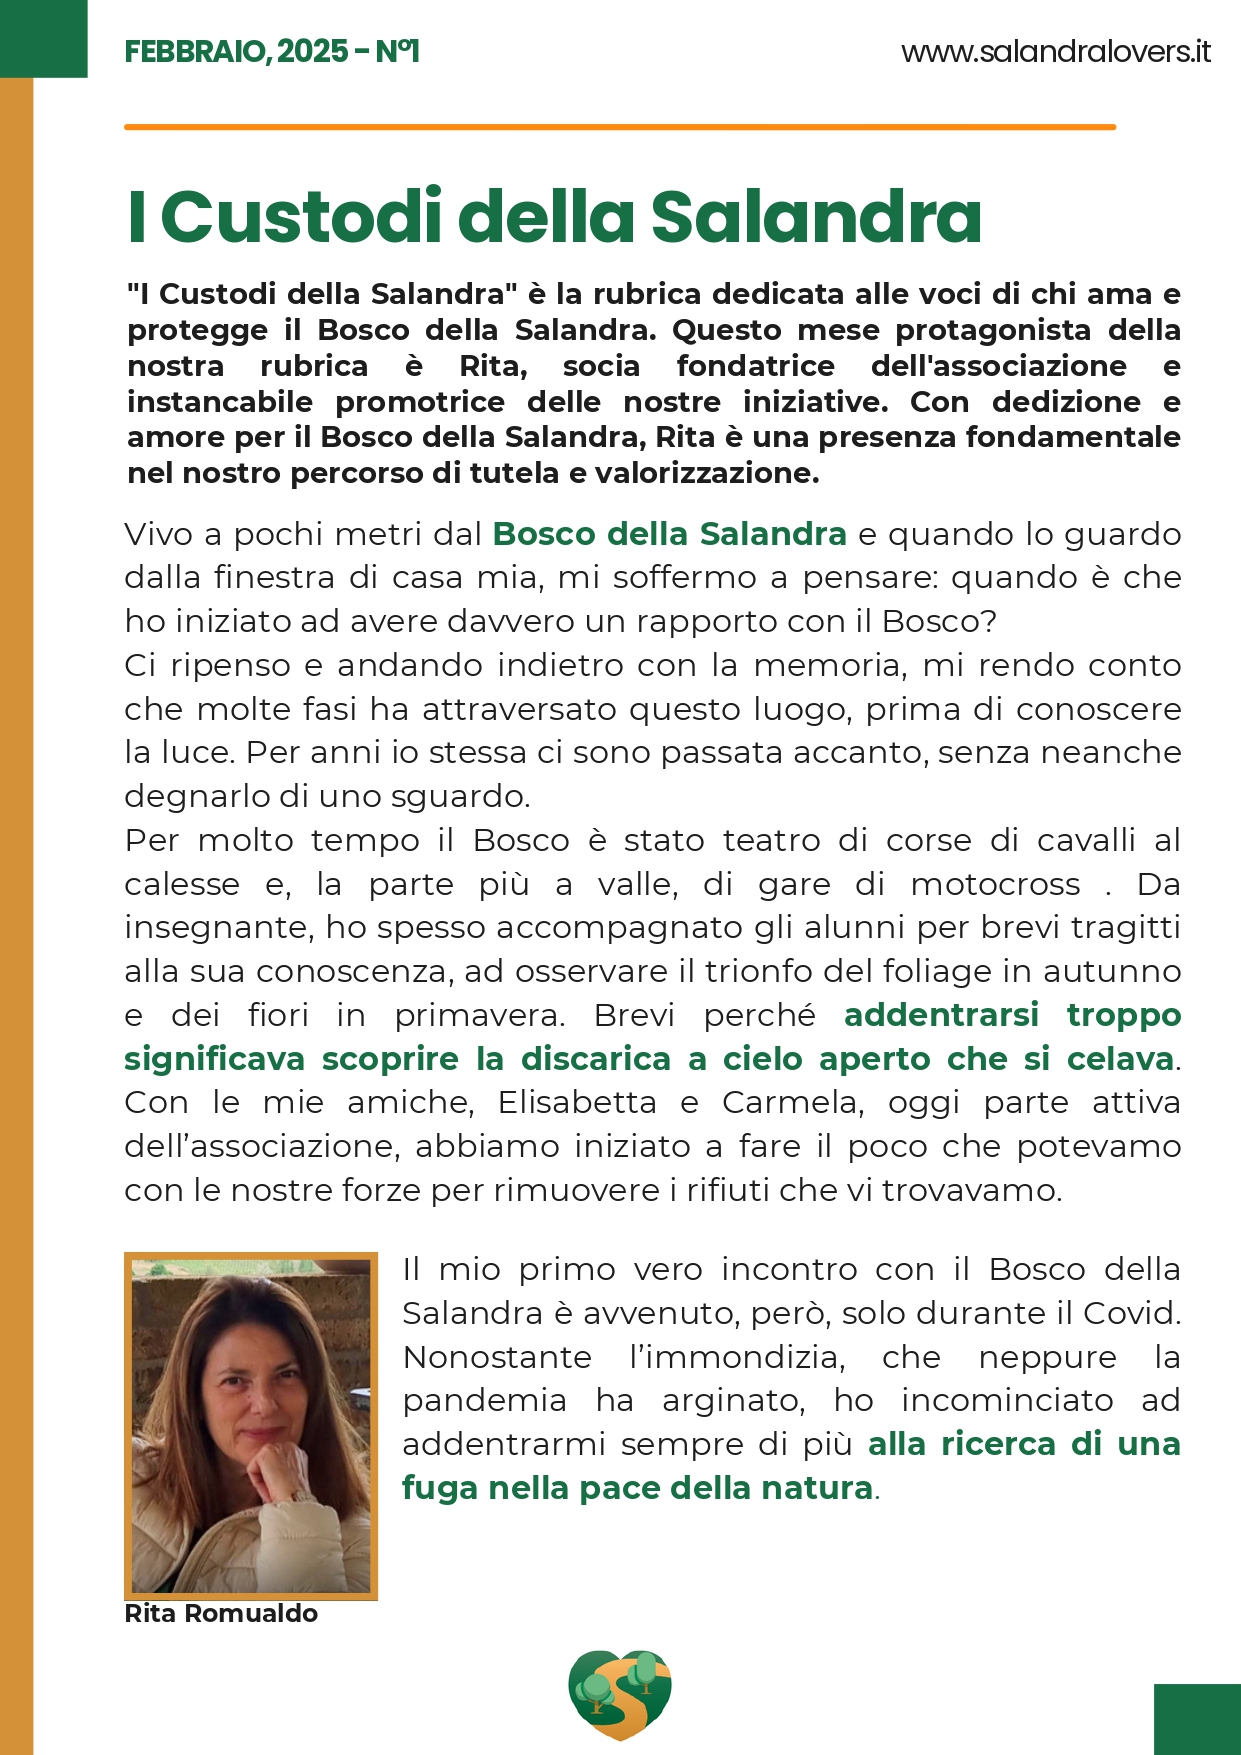 FEBBRAIO, 2025 – N°1
www.salandralovers.it
I Custodi della Salandra
"I Custodi della Salandra" è la rubrica dedicata alle voci di chi ama e
protegge il Bosco della Salandra. Questo mese protagonista della
nostra rubrica è Rita, socia fondatrice dell'associazione e
instancabile promotrice delle nostre iniziative. Con dedizione e
amore per il Bosco della Salandra, Rita è una presenza fondamentale
nel nostro percorso di tutela e valorizzazione.
Vivo a pochi metri dal Bosco della Salandra e quando lo guardo
dalla finestra di casa mia, mi soffermo a pensare: quando è che
ho iniziato ad avere davvero un rapporto con il Bosco?
Ci ripenso e andando indietro con la memoria, mi rendo conto
che molte fasi ha attraversato questo luogo, prima di conoscere
la luce. Per anni io stessa ci sono passata accanto, senza neanche
degnarlo di uno sguardo.
Per molto tempo il Bosco è stato teatro di corse di cavalli al
calesse e, la parte più a valle, di gare di motocross . Da
insegnante, ho spesso accompagnato gli alunni per brevi tragitti
alla sua conoscenza, ad osservare il trionfo del foliage in autunno
e dei fiori in primavera. Brevi perché addentrarsi troppo
significava scoprire la discarica a cielo aperto che si celava.
Con le mie amiche, Elisabetta e Carmela, oggi parte attiva
dell’associazione, abbiamo iniziato a fare il poco che potevamo
con le nostre forze per rimuovere i rifiuti che vi trovavamo.
Il mio primo vero incontro con il Bosco della
Salandra è avvenuto, però, solo durante il Covid.
Nonostante l’immondizia, che neppure la
pandemia ha arginato, ho incominciato ad
addentrarmi sempre di più alla ricerca di una
fuga nella pace della natura.
Rita Romualdo